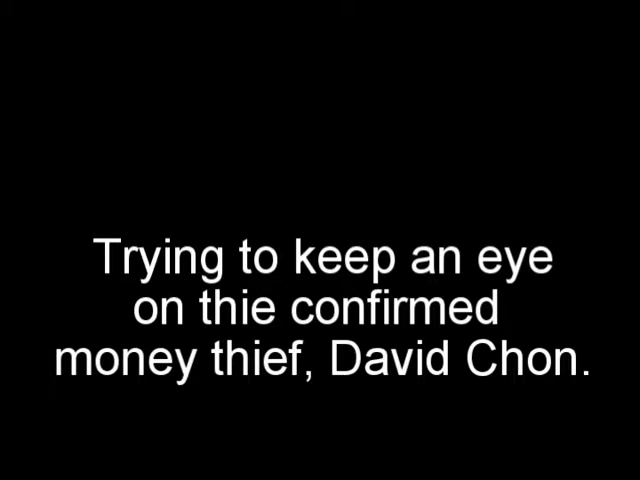 Trying to keep an eye
on thie confirmed
money thief, David Chon.